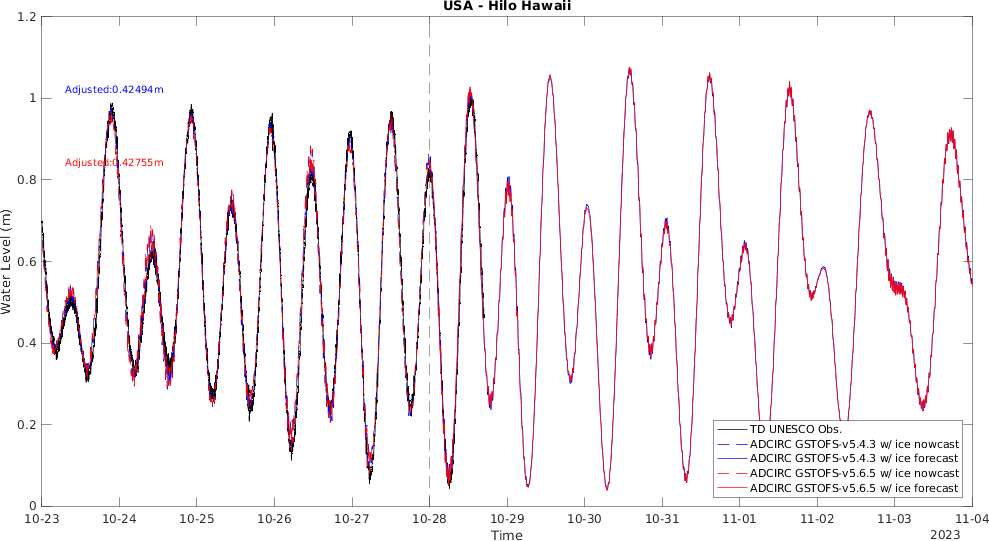 USA - Hilo Hawaii
Water Level (m)
1.2
1
0.8
0.6
0.4
0.2
0
Adjusted:0.42494m
Adjusted:0.42755m
TD UNESCO Obs.
ADCIRC GSTOFS-v5.4.3 w/ ice nowcast
ADCIRC GSTOFS-v5.4.3 w/ ice forecast
ADCIRC GSTOFS-v5.6.5 w/ ice nowcast
ADCIRC GSTOFS-v5.6.5 w/ ice forecast
10-23 10-24 10-25 10-26 10-27 10-28 10-29 10-30 10-31 11-01 11-02 11-03 11-04
Time
2023